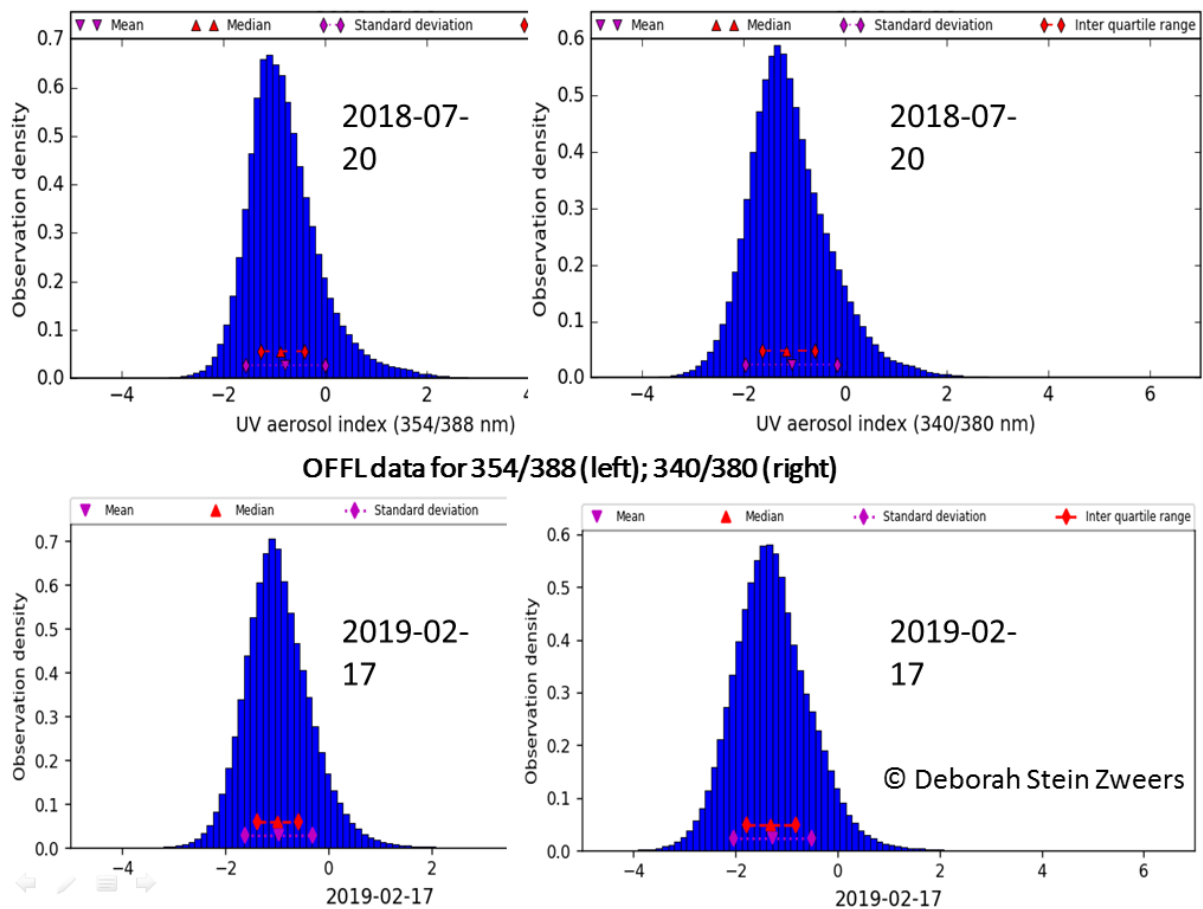 Mean Median Standard deviation
0.7
0.6
0.5
0.4
0.3
0.2
0.1
0.0
Observation density
−4 −2 0 2 4
UV aerosol index (354/388 nm)
2018-07-
20
Mean Median Standard deviation Inter quartile range
0.6
0.5
0.4
0.3
0.2
0.1
0.0
Observation density
−4 −2 0 2 4 6
UV aerosol index (340/380 nm)
2018-07-
20
OFFL data for 354/388 (left); 340/380 (right)
Mean Median Standard deviation
0.7
0.6
0.5
0.4
0.3
0.2
0.1
0.0
Observation density
−4 −2 0 2
2019-02-17
2019-02-
17
Mean Median Standard deviation Inter quartile range
0.6
0.5
0.4
0.3
0.2
0.1
0.0
Observation density
−4 −2 0 2 4 6
2019-02-17
2019-02-
17
© Deborah Stein Zweers